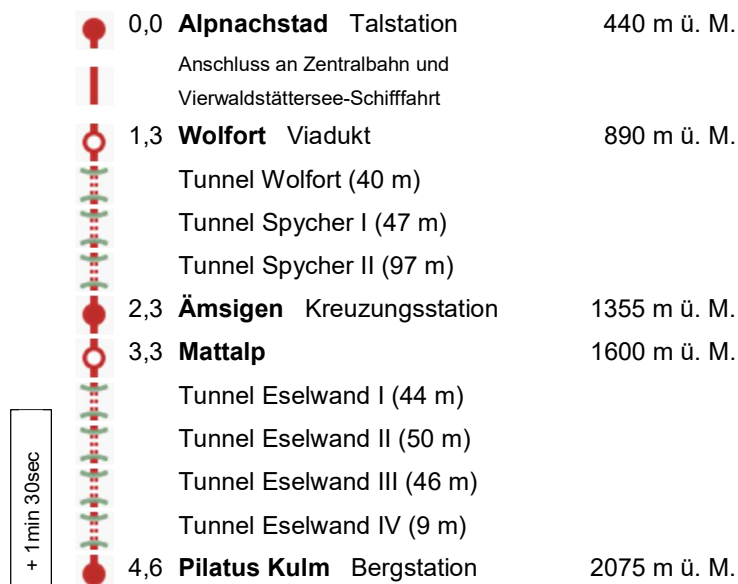 0,0 Alpnachstad Talstation 440 m ü. M.
Anschluss an Zentralbahn und
Vierwaldstättersee-Schifffahrt
1,3 Wolfort Viadukt 890 m ü. M.
Tunnel Wolfort (40 m)
Tunnel Spycher I (47 m)
Tunnel Spycher II (97 m)
2,3 Ämsigen Kreuzungsstation 1355 m ü. M.
3,3 Mattalp 1600 m ü. M.
Tunnel Eselwand I (44 m)
Tunnel Eselwand II (50 m)
Tunnel Eselwand III (46 m)
Tunnel Eselwand IV (9 m)
+ 1min 30sec
4,6 Pilatus Kulm Bergstation 2075 m ü. M.